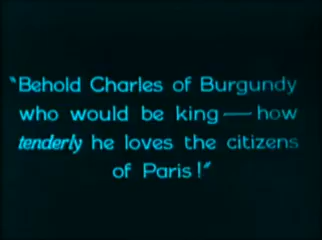 "Behold Charles of Burgundy
who would be king — how
tenderly he loves the citizens
of Paris!"